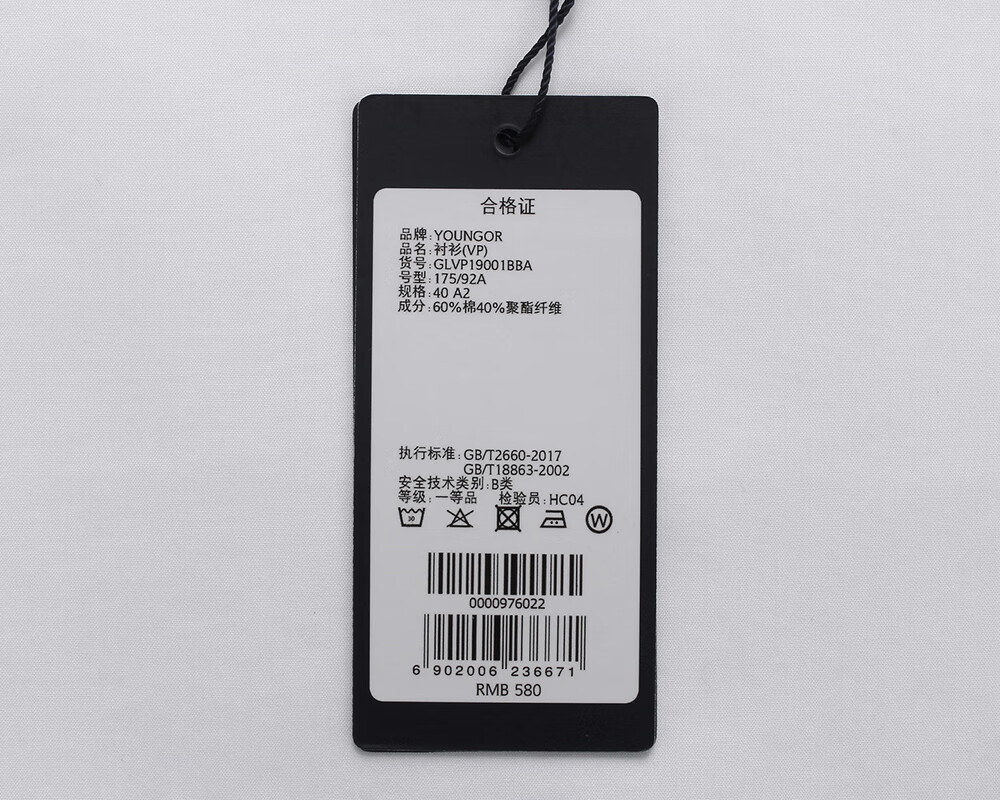 合格证
品牌:YOUNGOR
品名:衬衫(VP)
货号:GLVP19001BBA
号型:175/92A
规格:40 A2
成分:60%棉40%聚酯纤维
执行标准:GB/T2660-2017
GB/T18863-2002
安全技术类别:B类
等级:一等品 检验员:HC04
30 W
0000976022
6 902006 236671
RMB 580